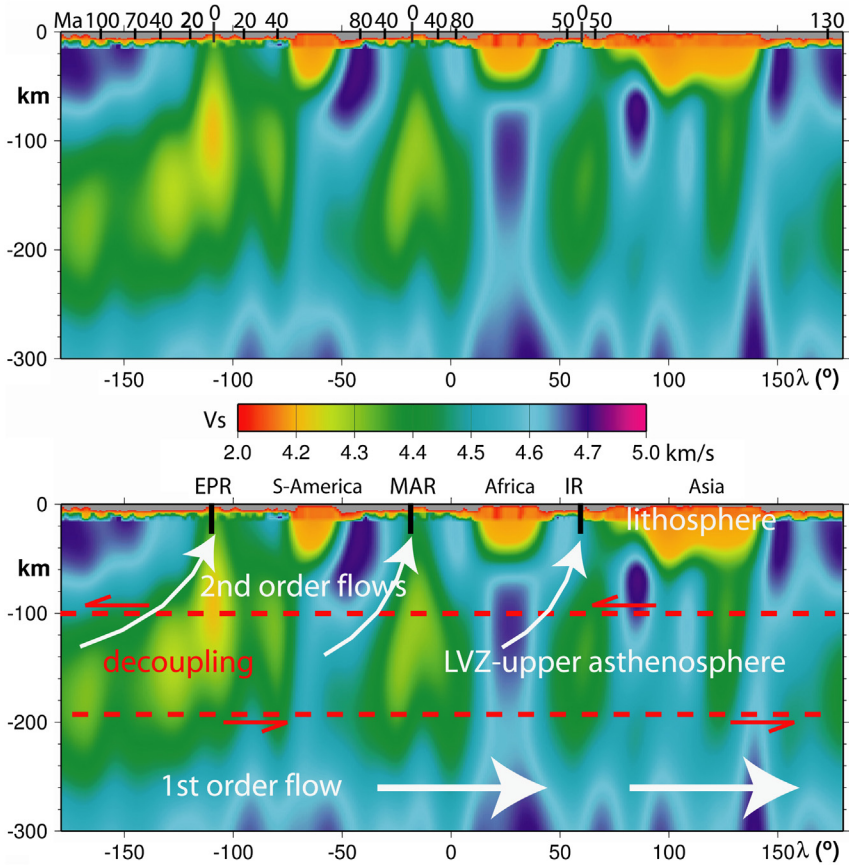 Ma 100 70 40 20 0 20 40 80 40 0 40 80 50 0 50 130
0
km
-100
-200
-300
-150 -100 -50 0 50 100 150 λ (º)
Vs
2.0 4.2 4.3 4.4 4.5 4.6 4.7 5.0 km/s
EPR S-America MAR Africa IR Asia
0
lithosphere
km
2nd order flows
-100
decoupling LVZ-upper asthenosphere
-200
1st order flow
-300
-150 -100 -50 0 50 100 150 λ (º)